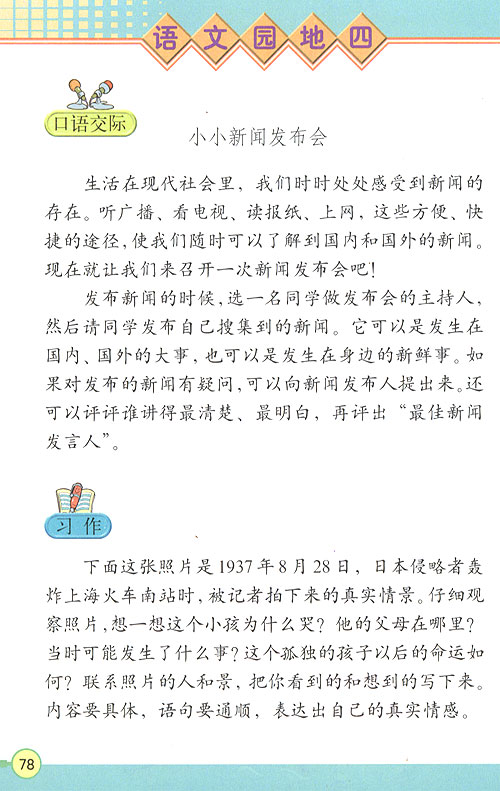 语文园地四
口语交际
小小新闻发布会
生活在现代社会里，我们时时处处感受到新闻的
存在。听广播、看电视、读报纸、上网，这些方便、快
捷的途径，使我们随时可以了解到国内和国外的新闻。
现在就让我们来召开一次新闻发布会吧！
发布新闻的时候，选一名同学做发布会的主持人，
然后请同学发布自己搜集到的新闻。它可以是发生在
国内、国外的大事，也可以是发生在身边的新鲜事。如
果对发布的新闻有疑问，可以向新闻发布人提出来。还
可以评评谁讲得最清楚、最明白，再评出“最佳新闻
发言人”。
习作
下面这张照片是1937年8月28日，日本侵略者轰
炸上海火车南站时，被记者拍下来的真实情景。仔细观
察照片，想一想这个小孩为什么哭？他的父母在哪里？
当时可能发生了什么事？这个孤独的孩子以后的命运如
何？联系照片的人和景，把你看到的和想到的写下来。
内容要具体，语句要通顺，表达出自己的真实情感。
78